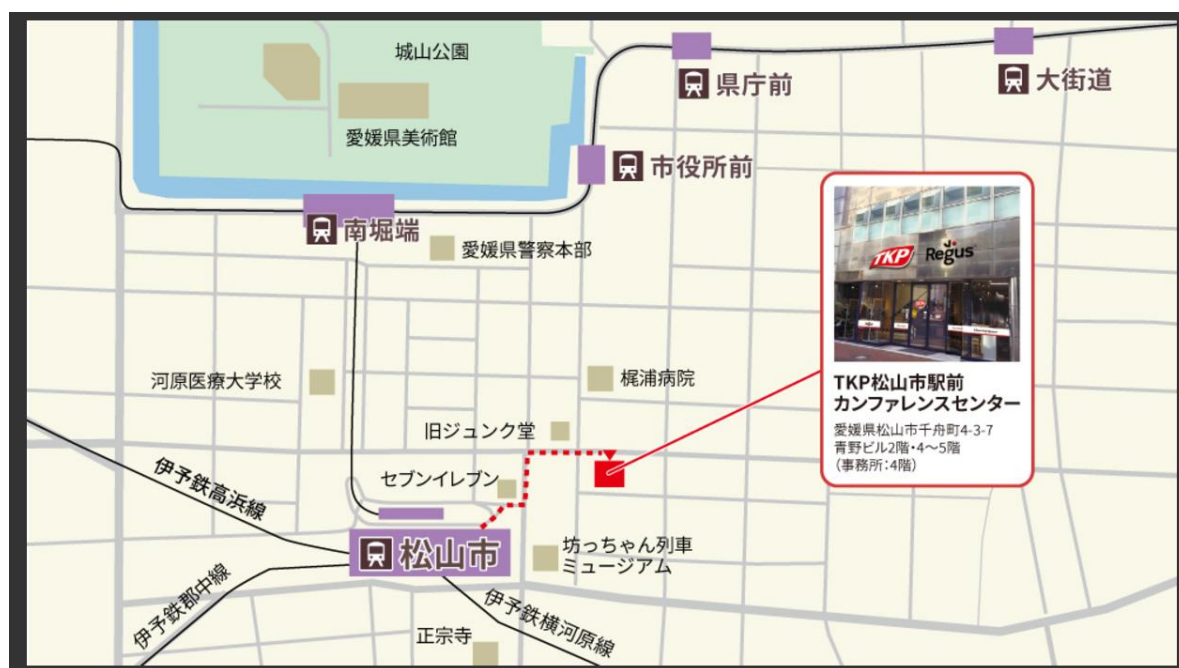 城山公園
愛媛県美術館
県庁前
大街道
市役所前
南堀端
愛媛県警察本部
TKP
Regus
TKP松山市駅前
カンファレンスセンター
愛媛県松山市千舟町4-3-7
青野ビル2階・4〜5階
（事務所：4階）
河原医療大学校
梶浦病院
旧ジュンク堂
セブンイレブン
伊予鉄高浜線
松山市
坊っちゃん列車
ミュージアム
伊予鉄郡中線
伊予鉄横河原線
正宗寺